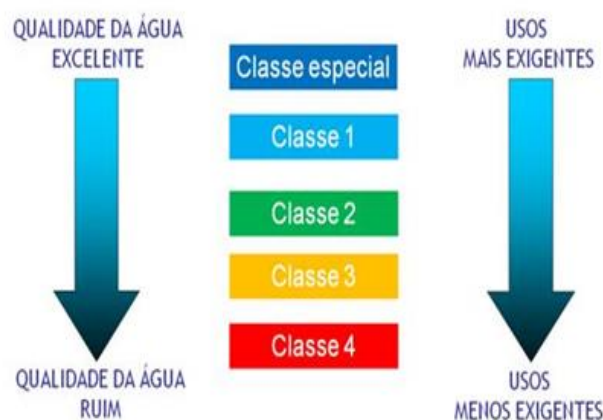 QUALIDADE DA ÁGUA
EXCELENTE
USOS
MAIS EXIGENTES
Classe especial
Classe 1
Classe 2
Classe 3
Classe 4
QUALIDADE DA ÁGUA
RUIM
USOS
MENOS EXIGENTES